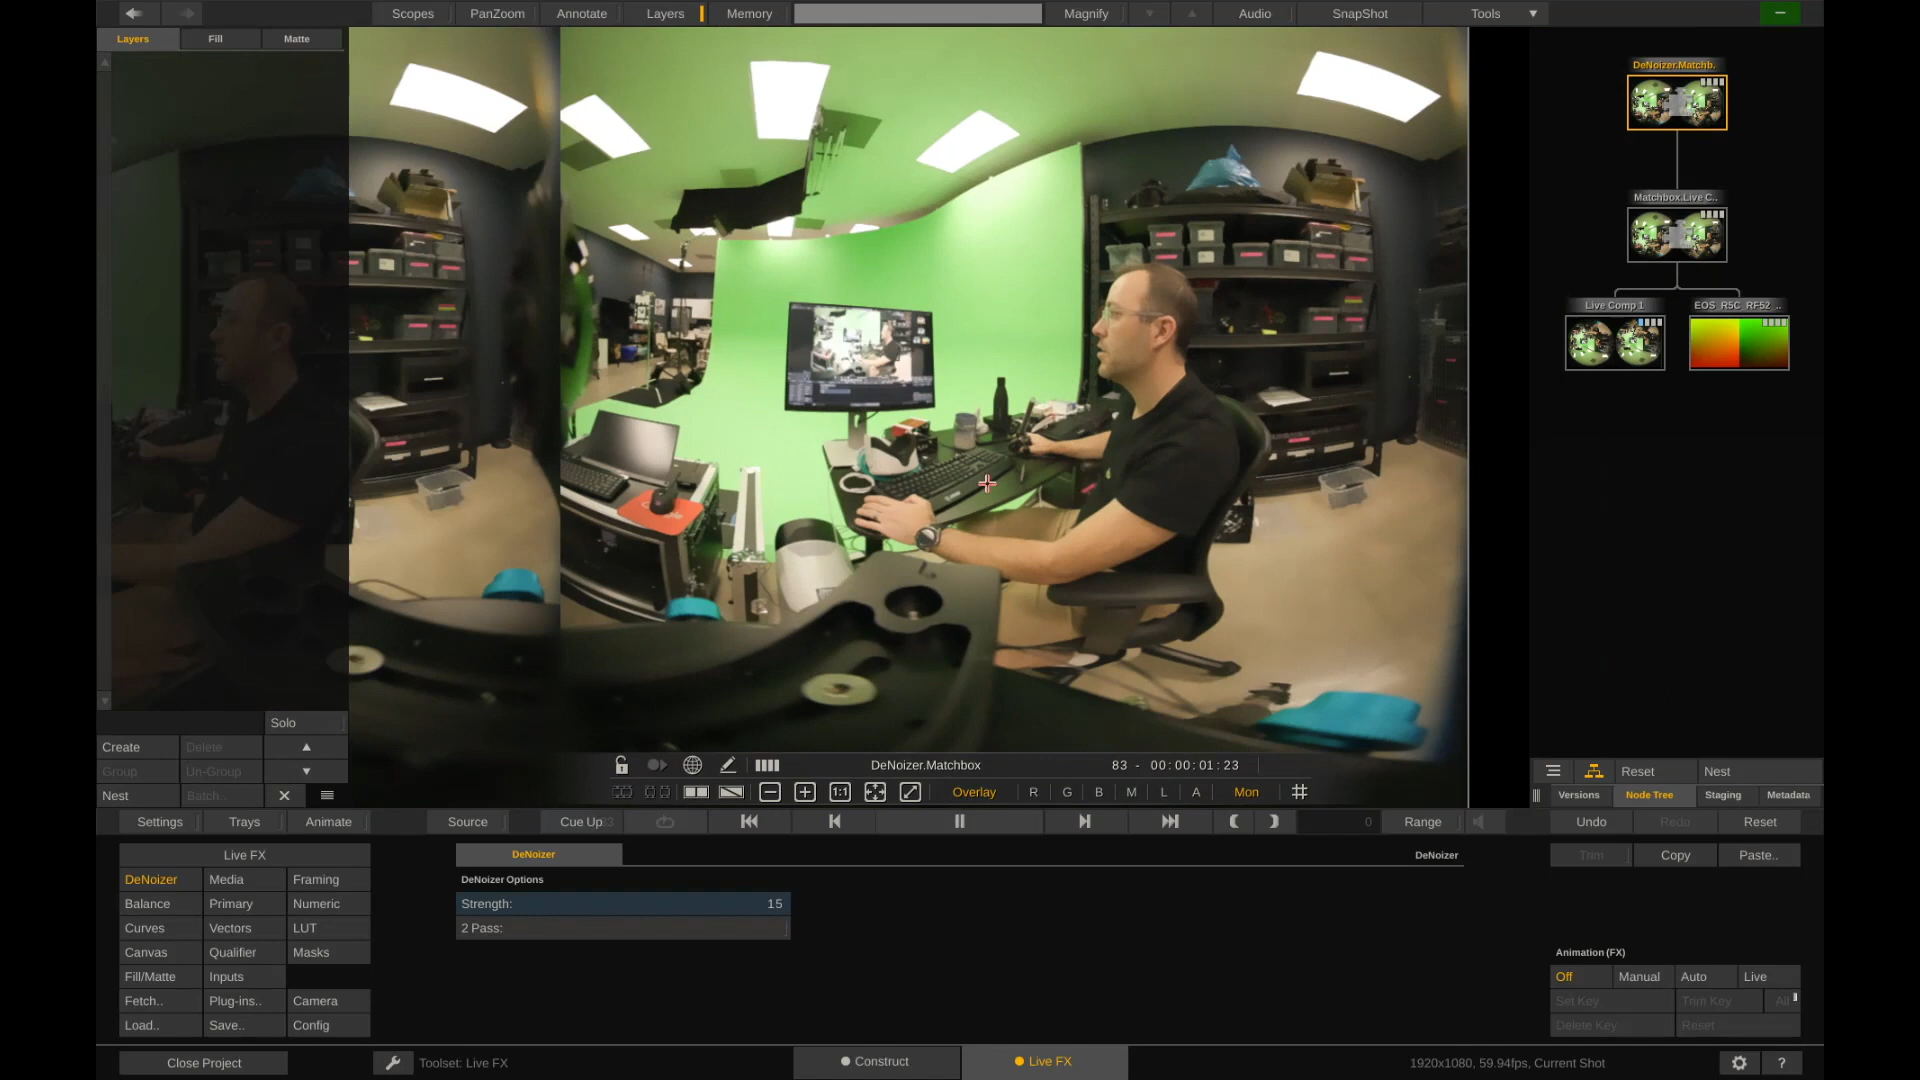 Scopes PanZoom Annotate Layers Memory Magnify Audio SnapShot Tools
Layers Fill Matte
DeNoizer.Matchb.
Matchbox.Live C..
Live Comp 1 EOS_R5C_RF52_..
Solo
Create Delete
Group Un-Group
Nest Batch..
DeNoizer.Matchbox 83 - 00:00:01:23
1:1 Overlay R G B M L A Mon
Reset Nest
Versions Node Tree Staging Metadata
Settings Trays Animate Source Cue Up 33 0 Range Undo Redo Reset
Live FX
DeNoizer Media Framing
Balance Primary Numeric
Curves Vectors LUT
Canvas Qualifier Masks
Fill/Matte Inputs
Fetch.. Plug-ins.. Camera
Load.. Save.. Config
DeNoizer DeNoizer
DeNoizer Options
Strength: 15
2 Pass:
Trim Copy Paste..
Animation (FX)
Off Manual Auto Live
Set Key Trim Key All
Delete Key Reset
Close Project Toolset: Live FX Construct Live FX 1920x1080, 59.94fps, Current Shot ?